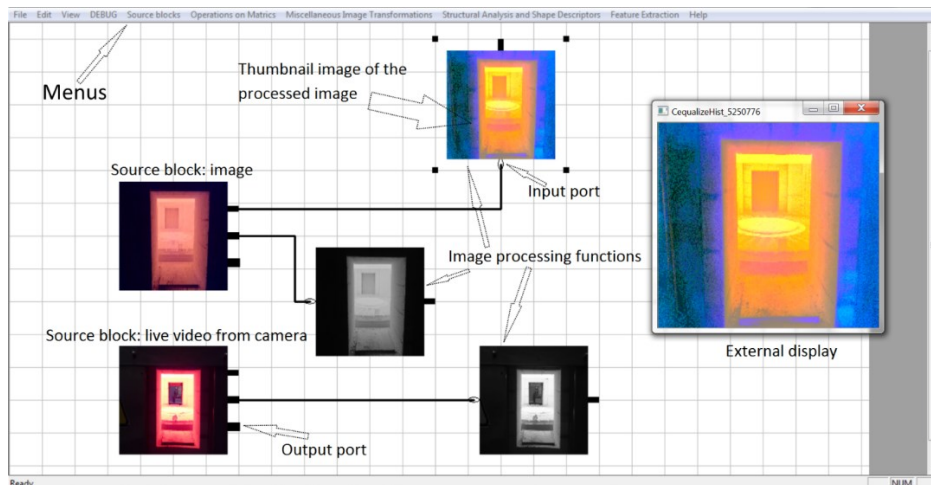 File Edit View DEBUG Source blocks Operations on Matrics Miscellaneous Image Transformations Structural Analysis and Shape Descriptors Feature Extraction Help
Menus
Thumbnail image of the
processed image
CequalizeHist_5250776
Source block: image
Input port
Image processing functions
Source block: live video from camera
External display
Output port
Ready
NUM